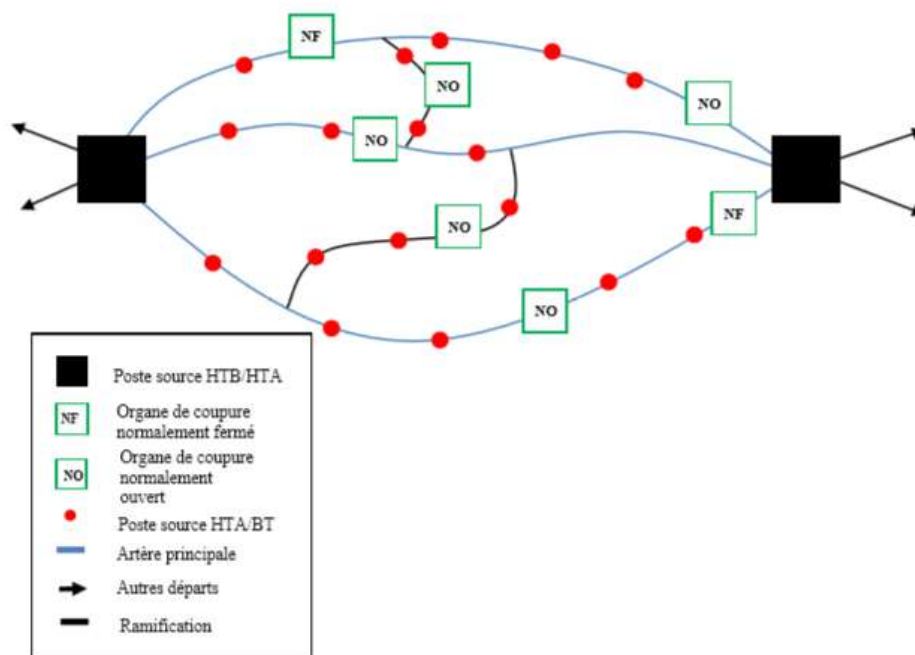 NF
NO
NO
NO
NF
NO
NO
Poste source HTB/HTA
NF
Organe de coupure
normalement fermé
NO
Organe de coupure
normalement
ouvert
Poste source HTA/BT
Artère principale
Autres départs
Ramification